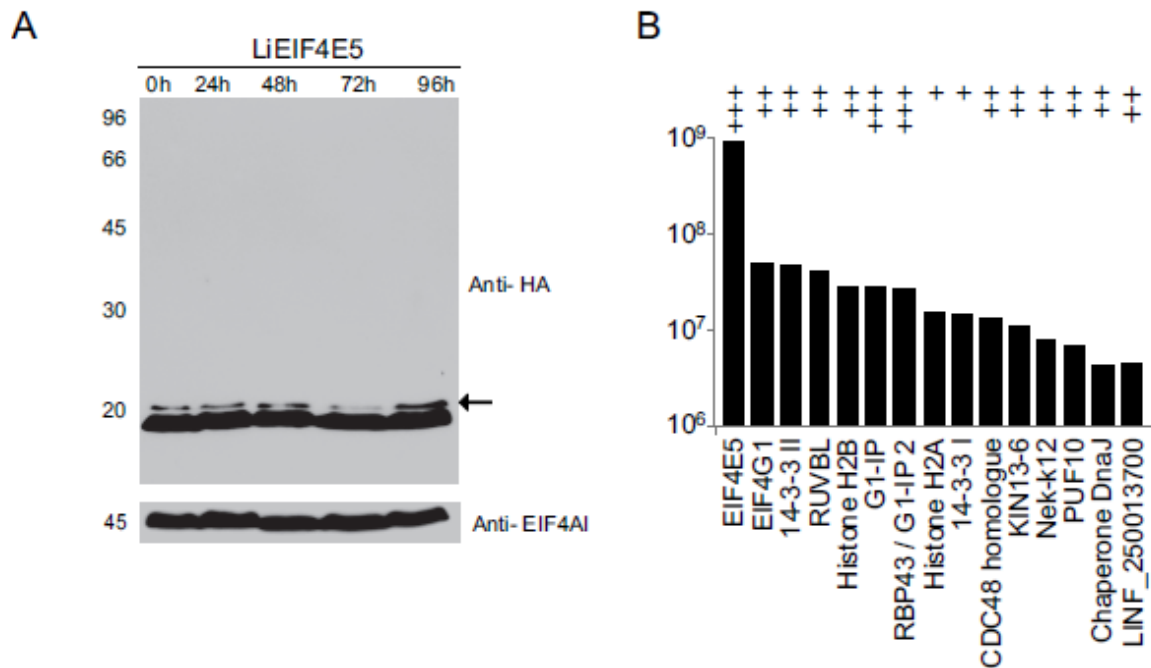 A
LiEIF4E5
0h 24h 48h 72h 96h
96
66
45
30
20
Anti- HA
45
Anti- EIF4AI
B
+++ ++ ++ ++ ++ +++ +++ + + ++ ++ ++ ++ ++ ++
10⁹
10⁸
10⁷
10⁶
EIF4E5
EIF4G1
14-3-3 II
RUVBL
Histone H2B
G1-IP
RBP43 / G1-IP 2
Histone H2A
14-3-3 I
CDC48 homologue
KIN13-6
Nek-k12
PUF10
Chaperone DnaJ
LINF_250013700